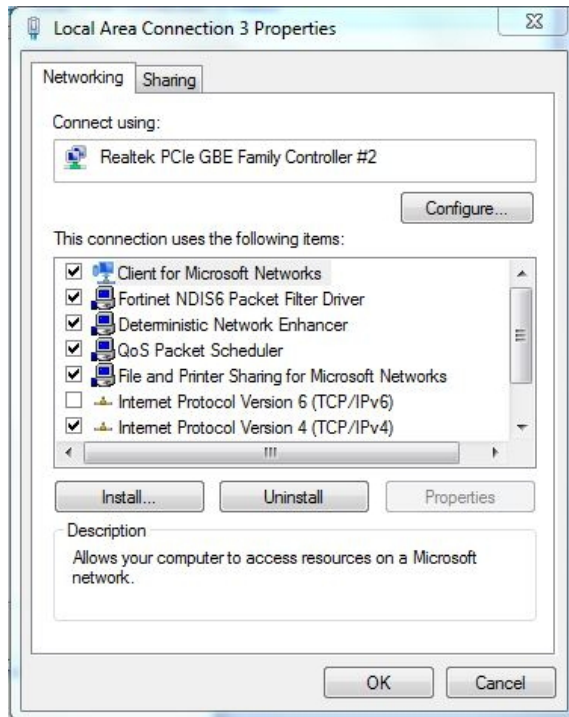 Local Area Connection 3 Properties
Networking
Sharing
Connect using:
Realtek PCIe GBE Family Controller #2
Configure...
This connection uses the following items:
Client for Microsoft Networks
Fortinet NDIS6 Packet Filter Driver
Deterministic Network Enhancer
QoS Packet Scheduler
File and Printer Sharing for Microsoft Networks
Internet Protocol Version 6 (TCP/IPv6)
Internet Protocol Version 4 (TCP/IPv4)
Install...
Uninstall
Properties
Description
Allows your computer to access resources on a Microsoft
network.
OK
Cancel